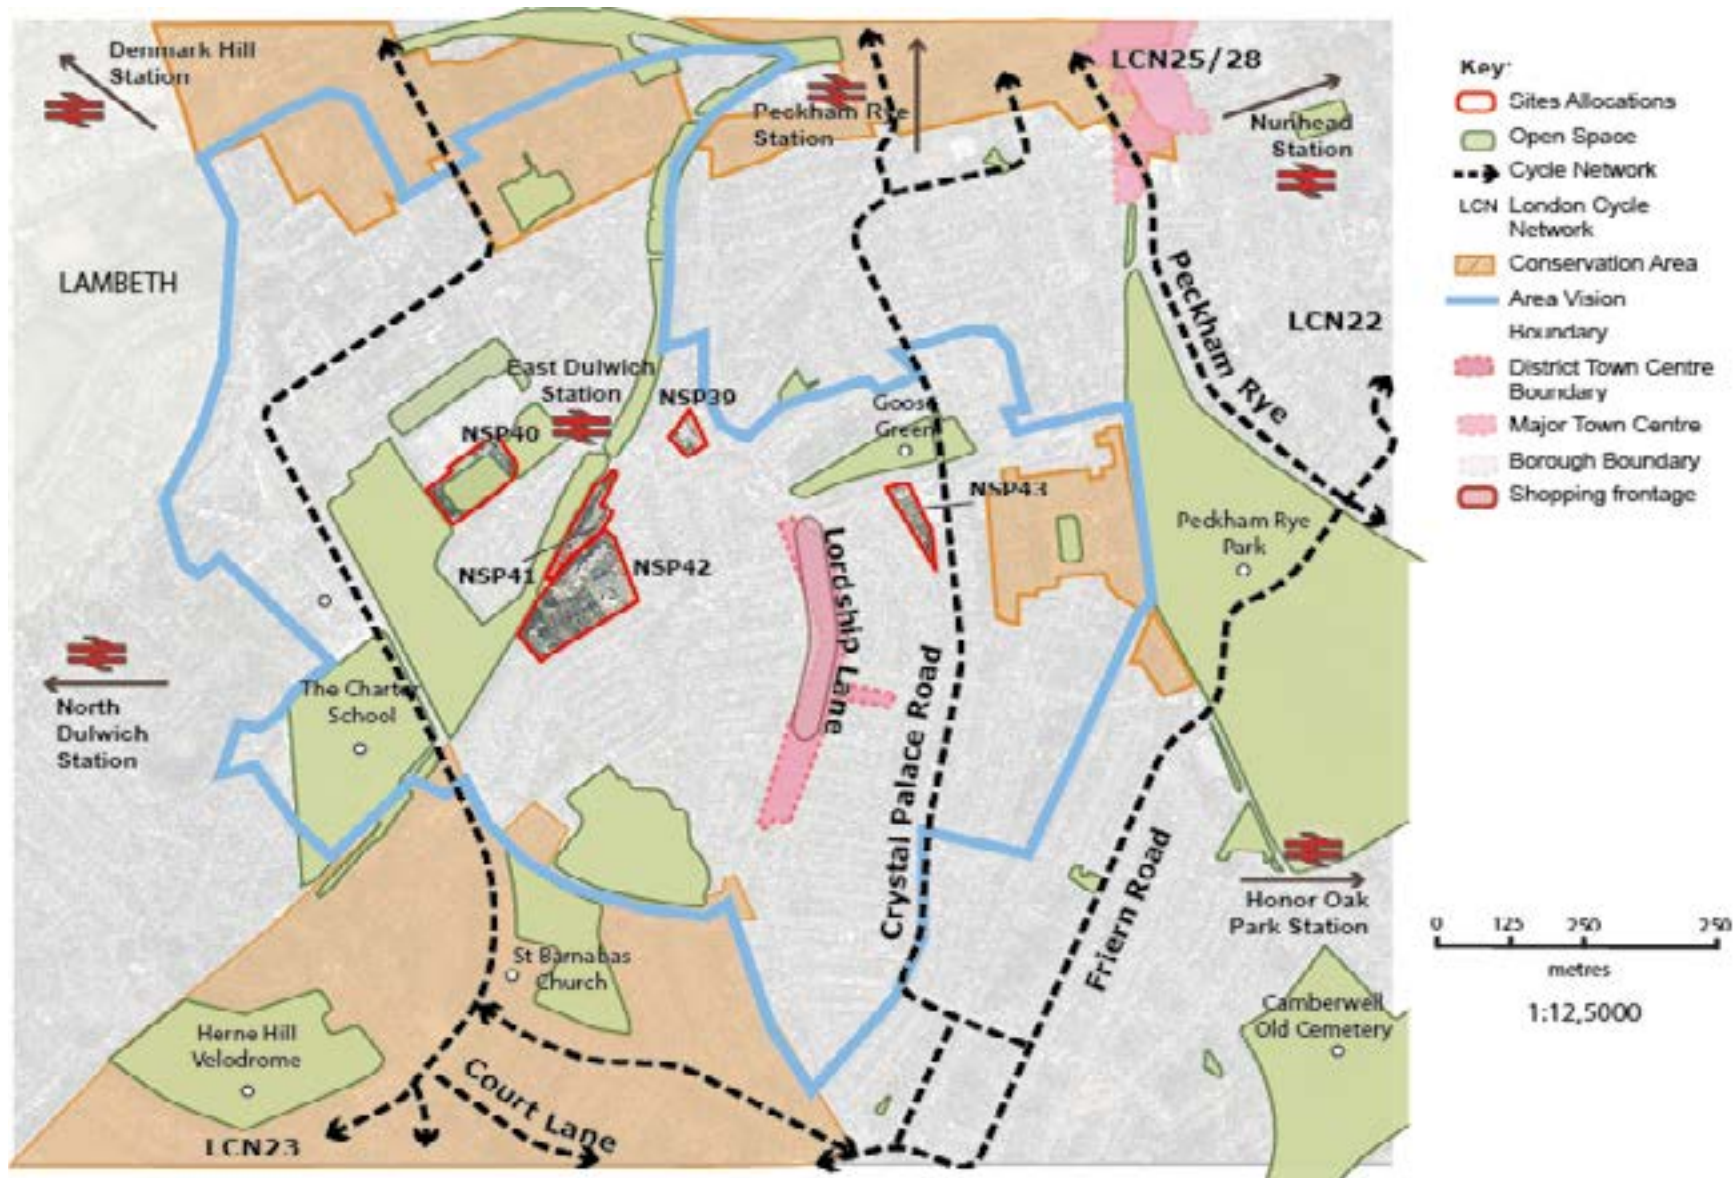 Denmark Hill
Station
LCN25/28
Peckham Rye
Station
Nunhead
Station
LAMBETH
Peckham Rye
LCN22
East Dulwich
Station
NSP39
NSP40
Goose
Green
NSP43
Peckham Rye
Park
NSP41
NSP42
Lordship Lane
The Charter
School
North
Dulwich
Station
Crystal Palace Road
Friern Road
Honor Oak
Park Station
St Barnabas
Church
Camberwell
Old Cemetery
Herne Hill
Velodrome
Court Lane
LCN23
Key:
Sites Allocations
Open Space
Cycle Network
LCN London Cycle
Network
Conservation Area
Area Vision
Boundary
District Town Centre
Boundary
Major Town Centre
Borough Boundary
Shopping frontage
0 125 250 250
metres
1:12,5000